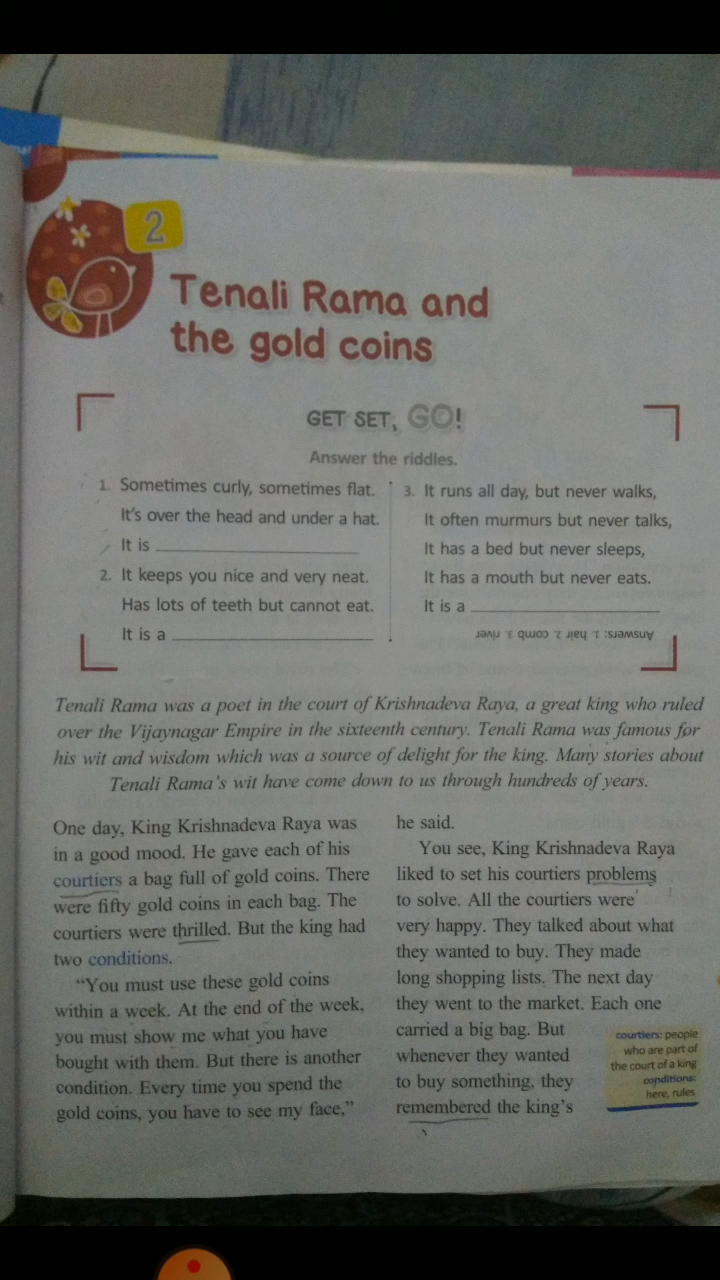 2
Tenali Rama and
the gold coins
GET SET, GO!
Answer the riddles.
1. Sometimes curly, sometimes flat.
It's over the head and under a hat.
It is
2. It keeps you nice and very neat.
Has lots of teeth but cannot eat.
It is a
3. It runs all day, but never walks,
It often murmurs but never talks,
It has a bed but never sleeps,
It has a mouth but never eats.
It is a
Answers: 1. hair 2. comb 3. river
Tenali Rama was a poet in the court of Krishnadeva Raya, a great king who ruled
over the Vijaynagar Empire in the sixteenth century. Tenali Rama was famous for
his wit and wisdom which was a source of delight for the king. Many stories about
Tenali Rama's wit have come down to us through hundreds of years.
One day, King Krishnadeva Raya was
in a good mood. He gave each of his
courtiers a bag full of gold coins. There
were fifty gold coins in each bag. The
courtiers were thrilled. But the king had
two conditions.
"You must use these gold coins
within a week. At the end of the week,
you must show me what you have
bought with them. But there is another
condition. Every time you spend the
gold coins, you have to see my face,"
he said.
You see, King Krishnadeva Raya
liked to set his courtiers problems
to solve. All the courtiers were
very happy. They talked about what
they wanted to buy. They made
long shopping lists. The next day
they went to the market. Each one
carried a big bag. But
whenever they wanted
to buy something, they
remembered the king's
courtiers: people
who are part of
the court of a king
conditions:
here, rules